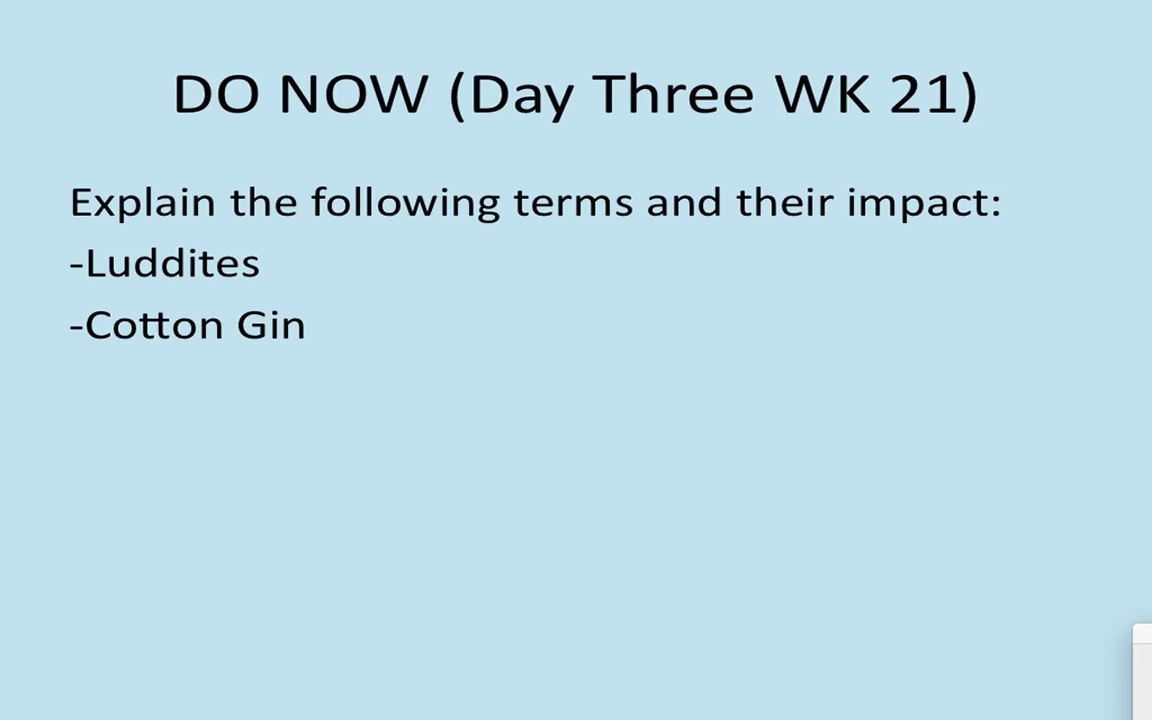 DO NOW (Day Three WK 21)
Explain the following terms and their impact:
-Luddites
-Cotton Gin